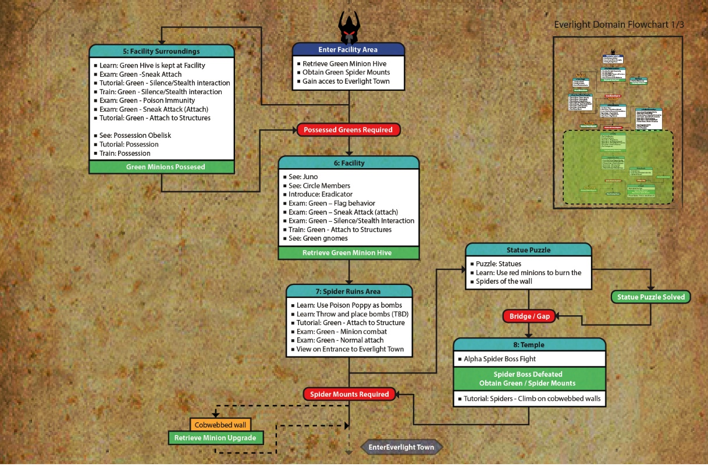 Everlight Domain Flowchart 1/3
Enter Facility Area
Retrieve Green Minion Hive
Obtain Green Spider Mounts
Gain acces to Everlight Town
5: Facility Surroundings
Learn: Green Hive is kept at Facility
Exam: Green -Sneak Attach
Tutorial: Green - Silence/Stealth interaction
Train: Green - Silence/Stealth interaction
Exam: Green - Poison Immunity
Exam: Green - Sneak Attack (Attach)
Tutorial: Green - Attach to Structures
See: Possession Obelisk
Tutorial: Possession
Train: Possession
Green Minions Possesed
Possessed Greens Required
6: Facility
See: Juno
See: Circle Members
Introduce: Eradicator
Exam: Green – Flag behavior
Exam: Green – Sneak Attack (attach)
Exam: Green – Silence/Stealth Interaction
Train: Green - Attach to Structures
See: Green gnomes
Retrieve Green Minion Hive
7: Spider Ruins Area
Learn: Use Poison Poppy as bombs
Learn: Throw and place bombs (TBD)
Tutorial: Green - Attach to Structure
Exam: Green - Minion combat
Exam: Green - Normal attach
View on Entrance to Everlight Town
Statue Puzzle
Puzzle: Statues
Learn: Use red minions to burn the
Spiders of the wall
Statue Puzzle Solved
Bridge / Gap
8: Temple
Alpha Spider Boss Fight
Spider Boss Defeated
Obtain Green / Spider Mounts
Tutorial: Spiders - Climb on cobwebbed walls
Spider Mounts Required
Cobwebbed wall
Retrieve Minion Upgrade
EnterEverlight Town